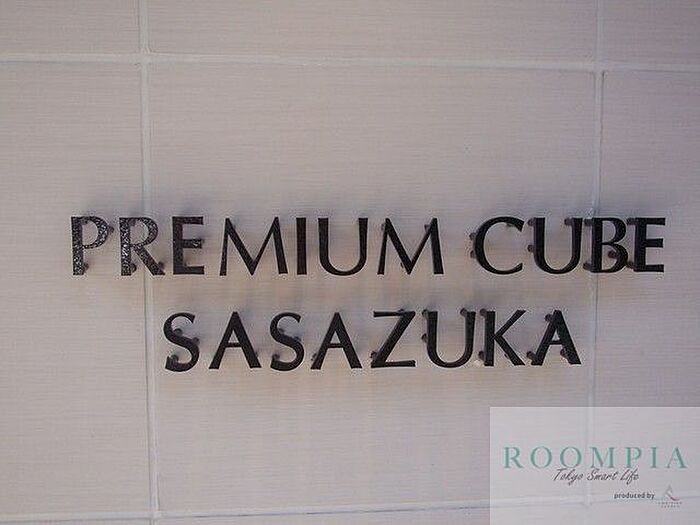 PREMIUM CUBE
SASAZUKA
ROOMPIA
Tokyo Smart Life
produced by